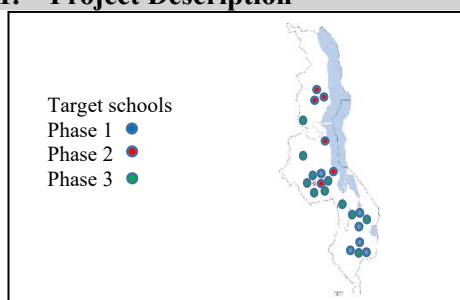 Project Description
Target schools
Phase 1
Phase 2
Phase 3